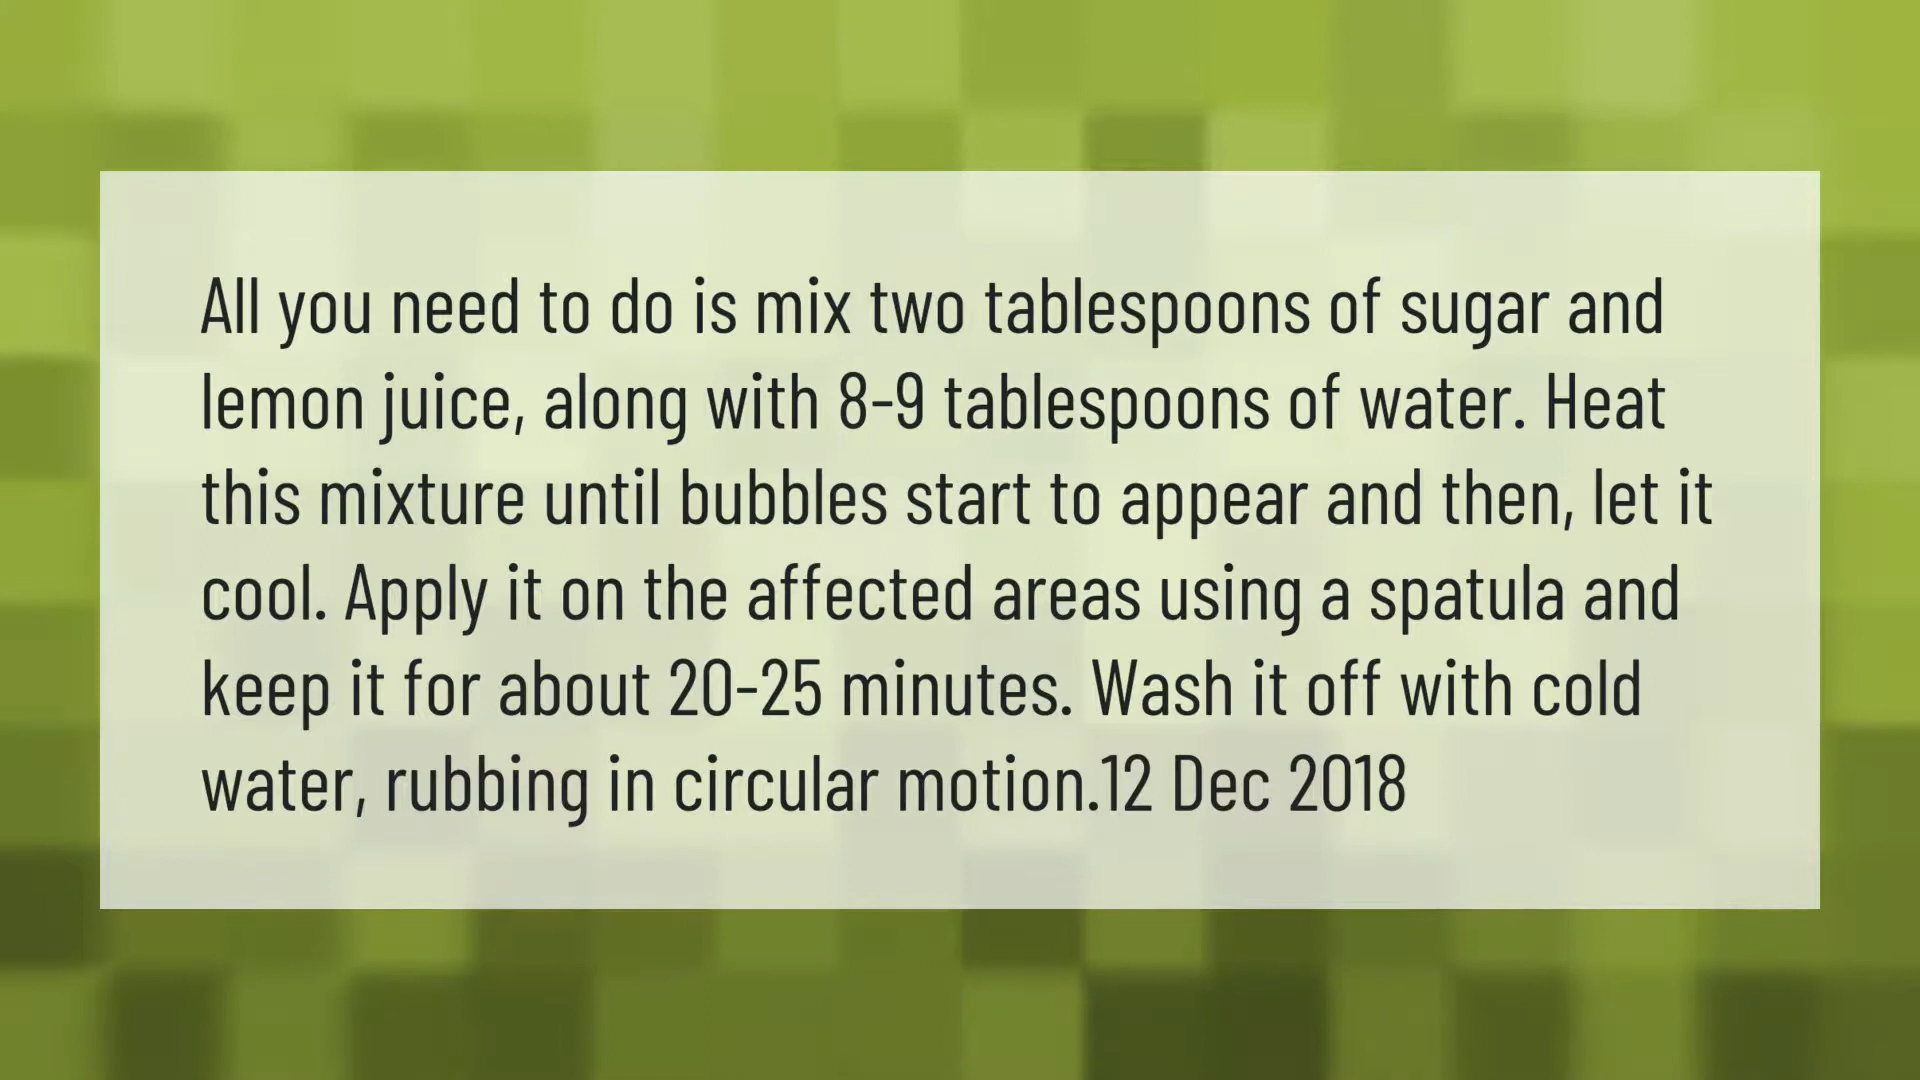 All you need to do is mix two tablespoons of sugar and
lemon juice, along with 8-9 tablespoons of water. Heat
this mixture until bubbles start to appear and then, let it
cool. Apply it on the affected areas using a spatula and
keep it for about 20-25 minutes. Wash it off with cold
water, rubbing in circular motion.12 Dec 2018